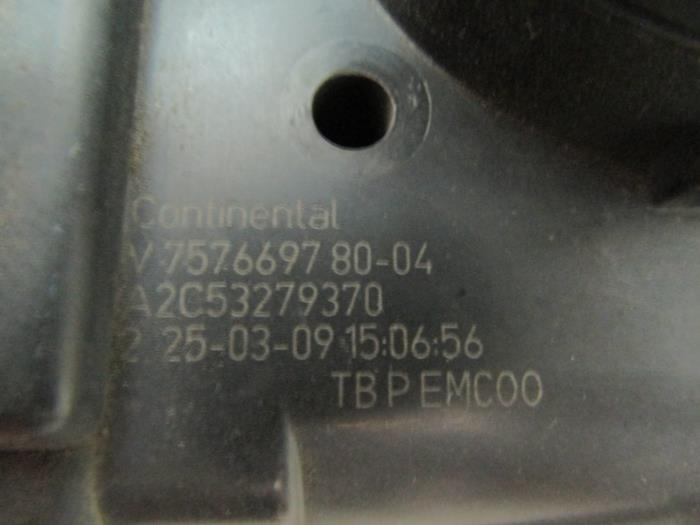 Continental
V 7576697 80-04
A2C53279370
2 25-03-09 15:06:56
TB P EMC00